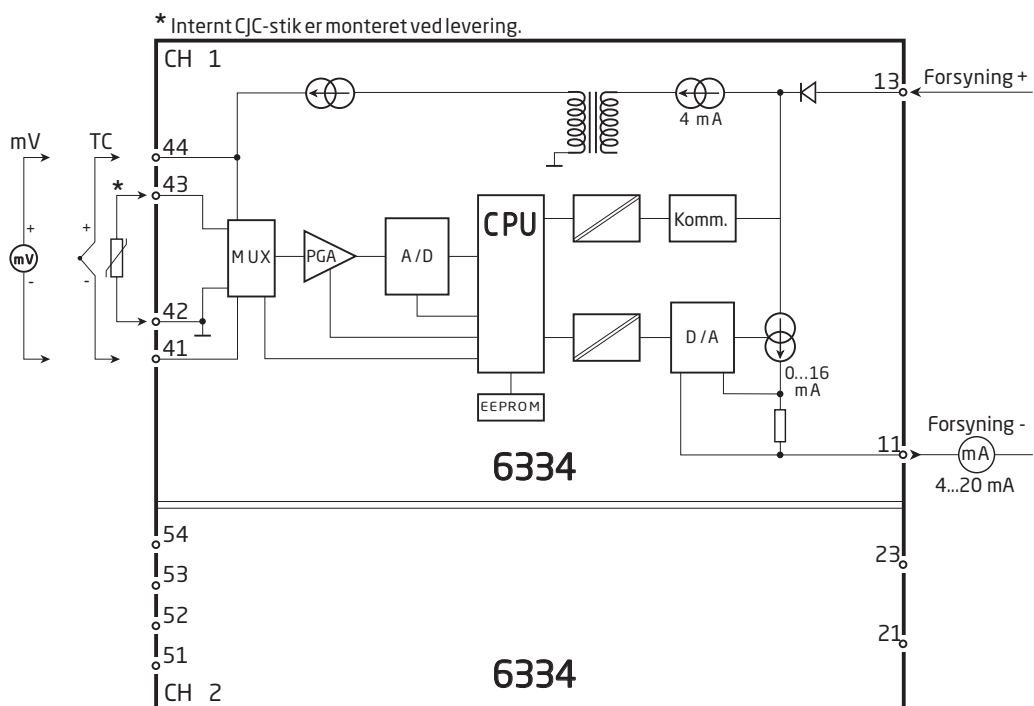 * Internt CJC-stik er monteret ved levering.
CH 1
13
Forsyning +
4 mA
mV
TC
44
*
43
CPU
Komm.
+
+
mV
MUX
PGA
A/D
-
-
42
D/A
41
0...16
mA
EEPROM
Forsyning -
11
mA
6334
4...20 mA
54
23
53
52
21
51
6334
CH 2